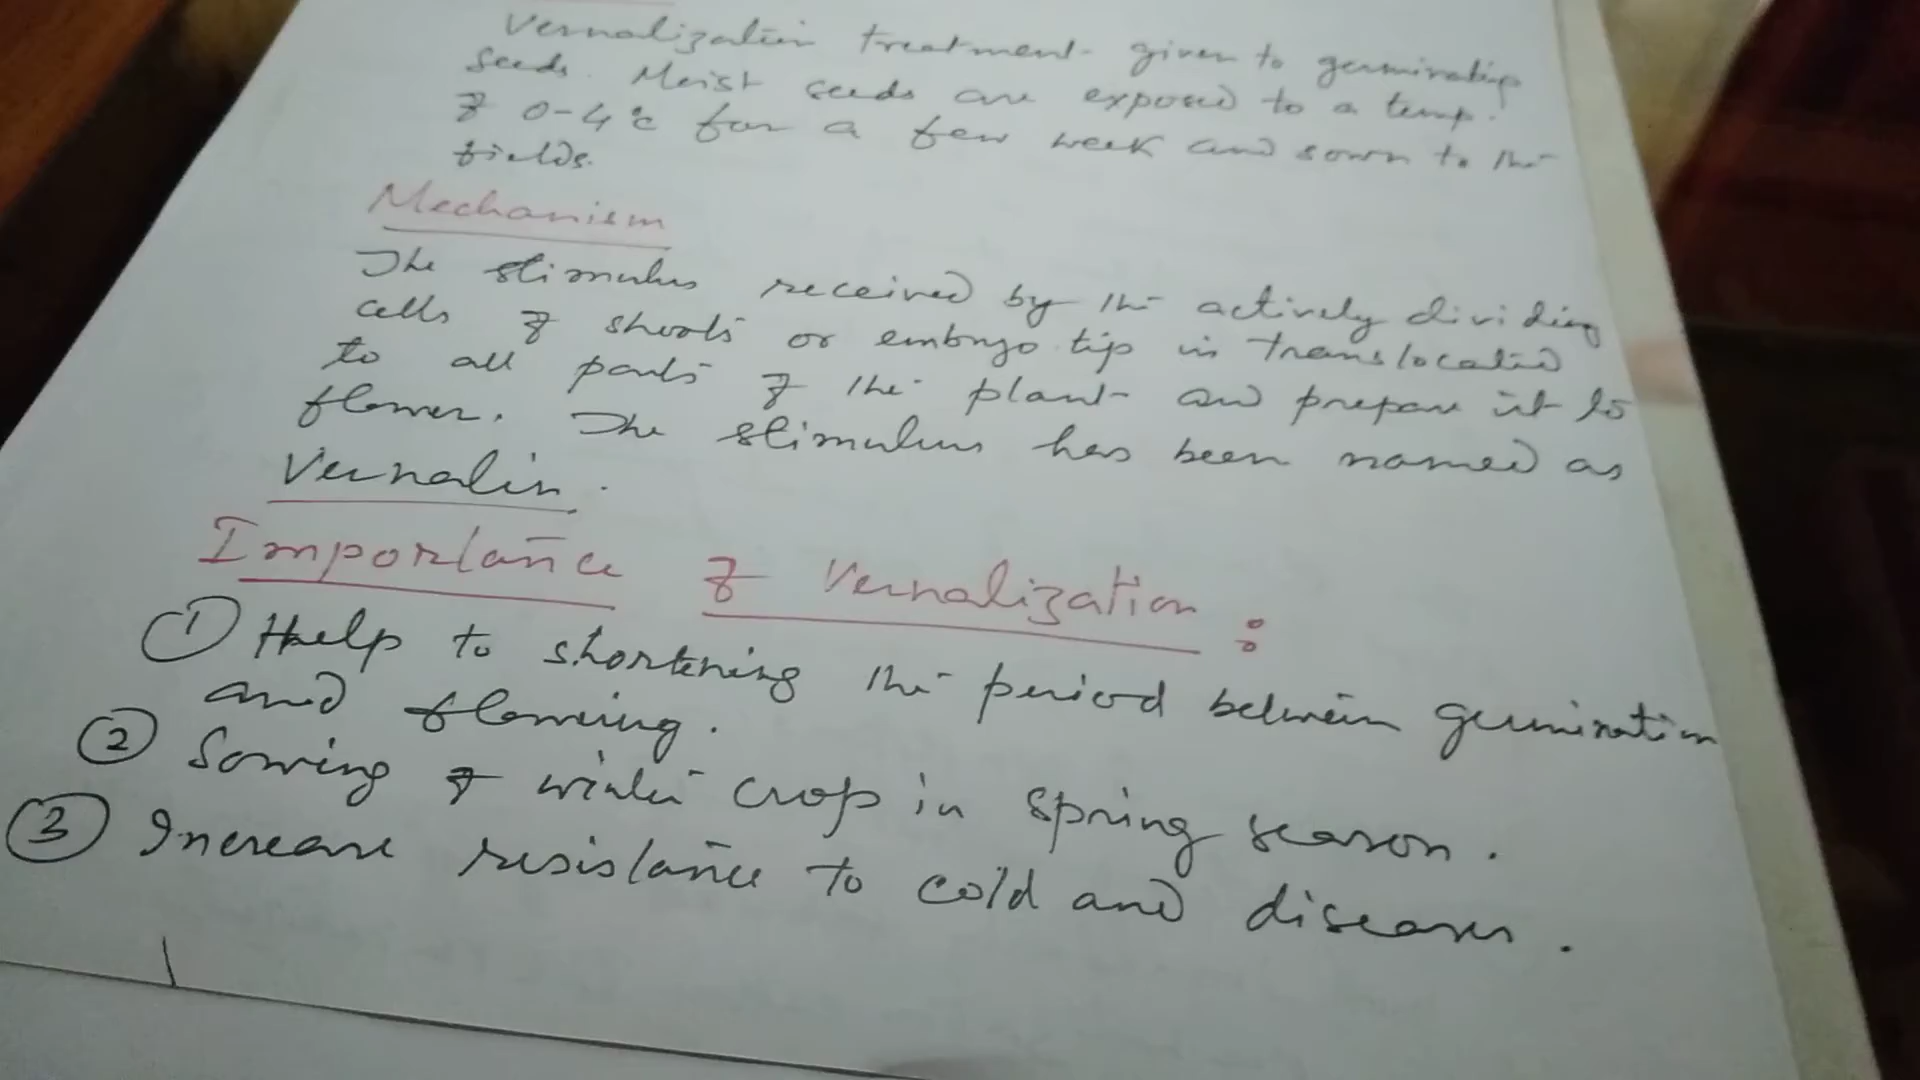 Vernalization treatment given to germinating
seeds. Moist seeds are exposed to a temp.
of 0-4°c for a few week and sown to the
fields.
Mechanism
The stimulus received by the actively dividing
cells of shoots or embryo tip is translocated
to all parts of the plant and prepare it to
flower. The stimulus has been named as
Vernalin.
Importance of Vernalization:
① Help to shortening the period between germination
and flowering.
② Sowing of winter crop in spring season.
③ Increase resistance to cold and diseases.